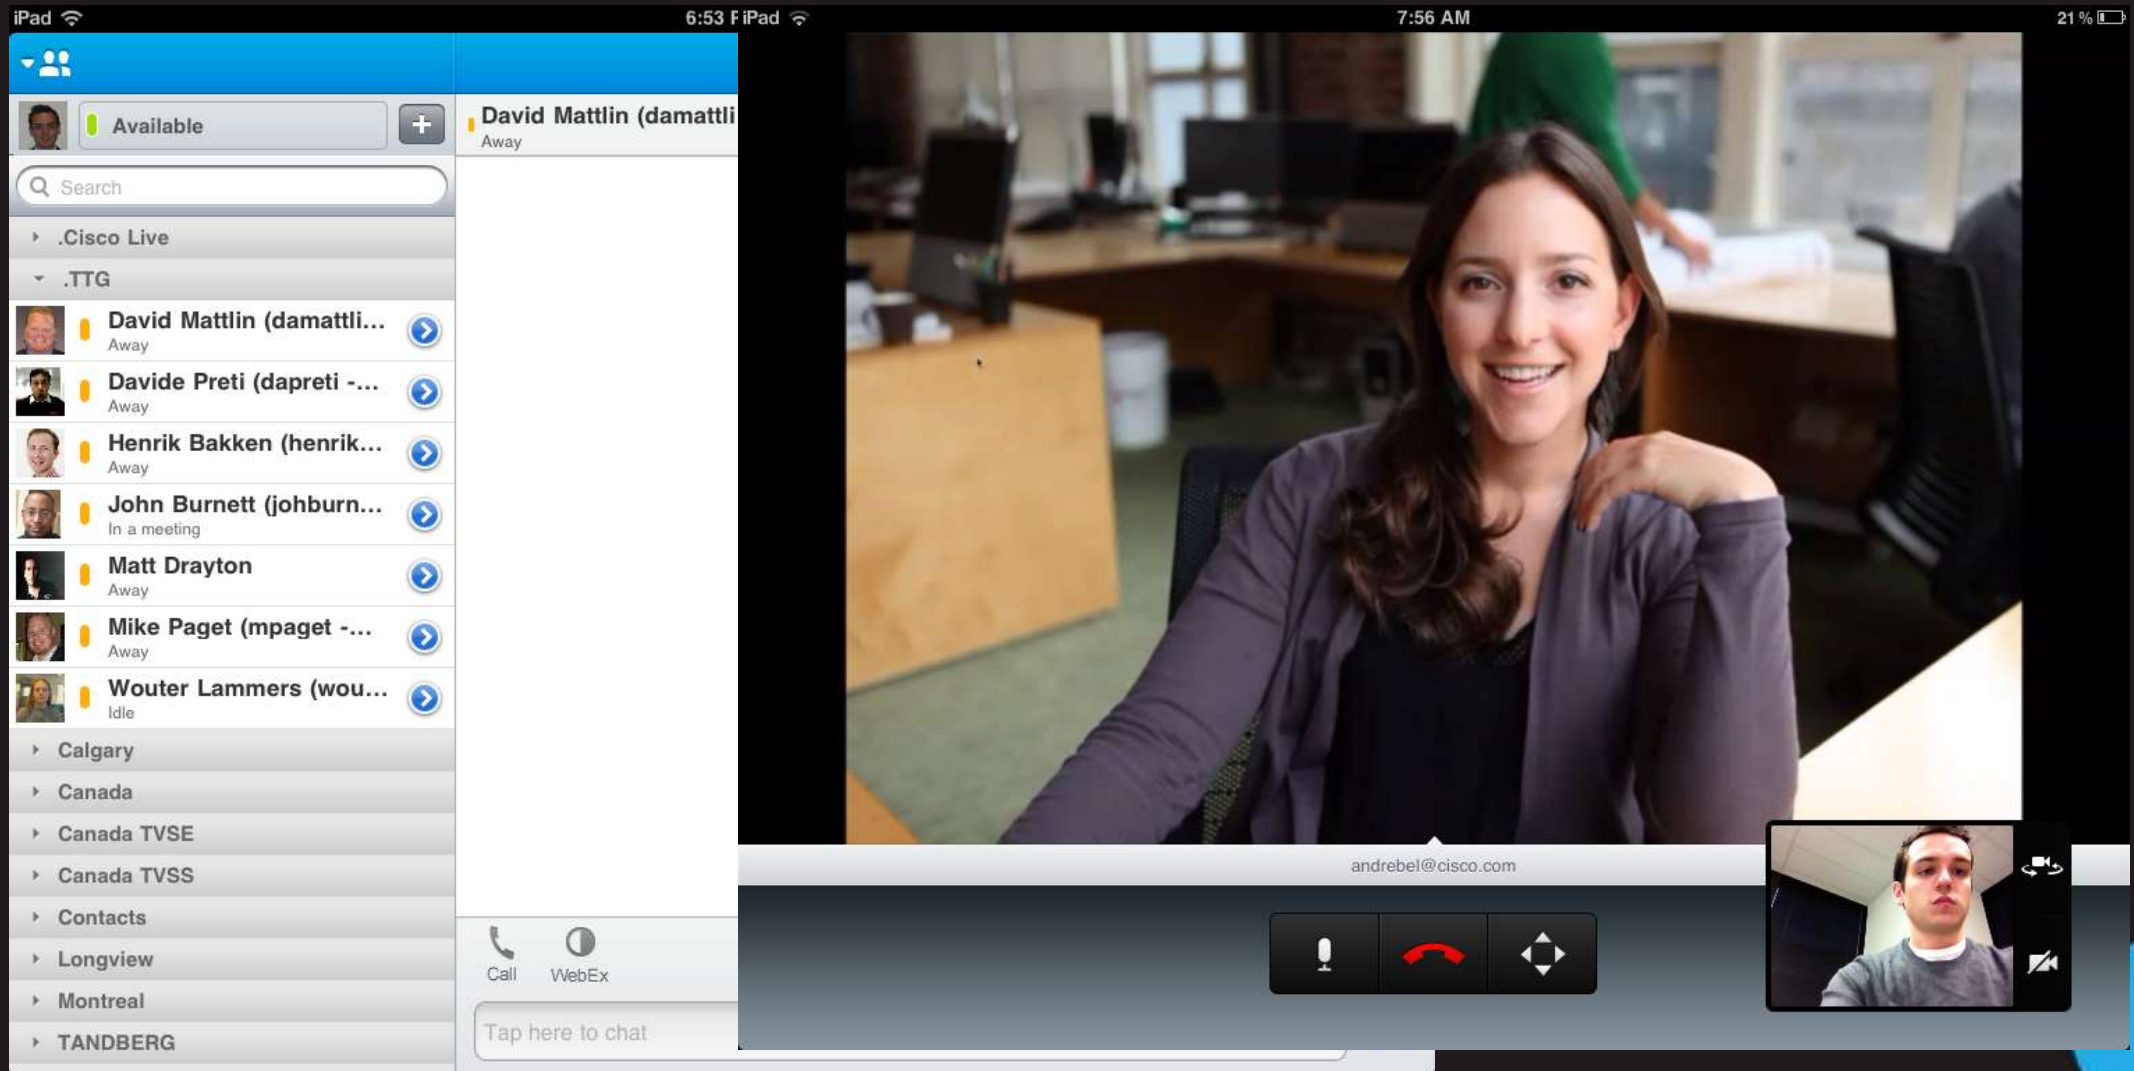 iPad
6:53 F
iPad
7:56 AM
21 %
Available
Search
.Cisco Live
.TTG
David Mattlin (damattli...
Away
Davide Preti (dapreti -...
Away
Henrik Bakken (henrik...
Away
John Burnett (johburn...
In a meeting
Matt Drayton
Away
Mike Paget (mpaget -...
Away
Wouter Lammers (wou...
Idle
Calgary
Canada
Canada TVSE
Canada TVSS
Contacts
Longview
Montreal
TANDBERG
David Mattlin (damattli
Away
Call
WebEx
Tap here to chat
andrebel@cisco.com